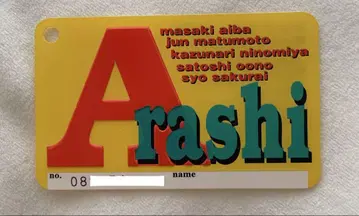 masaki aiba
jun matumoto
kazunari ninomiya
satoshi oono
syo sakurai
Arashi
no. 08 name